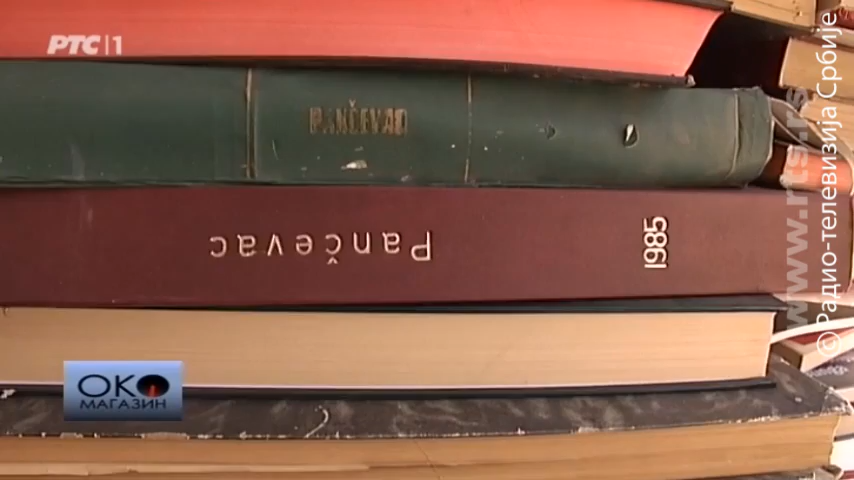 РТС|1
PANČEVAC
Pančevac
1985
ОКО
МАГАЗИН
www.rts.rs
© Радио-телевизија Србије